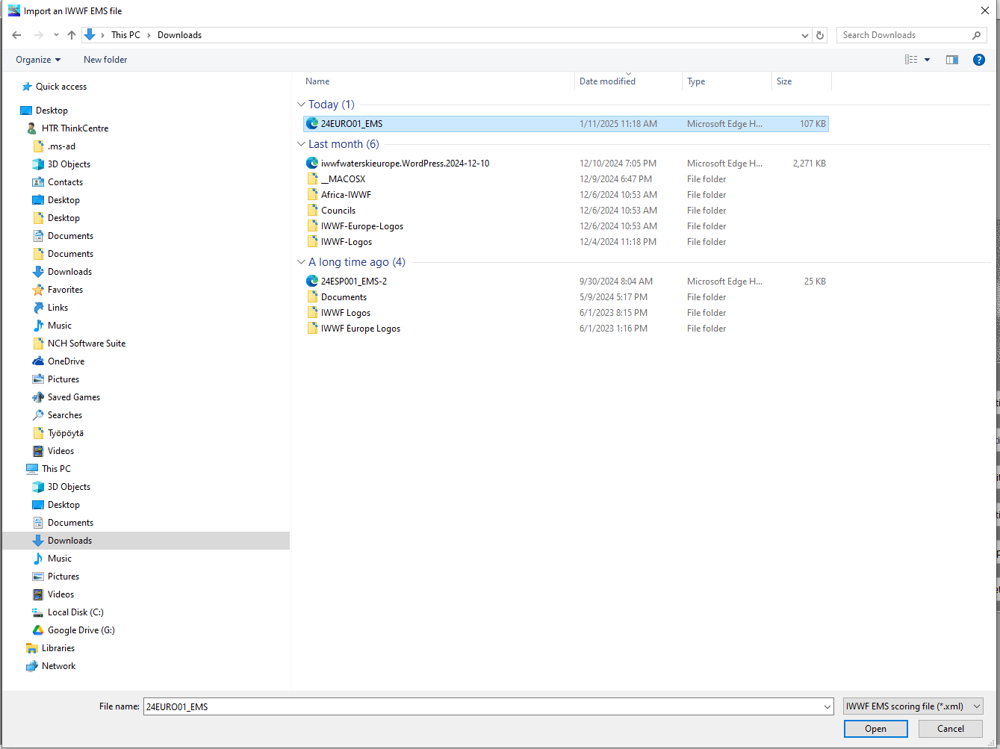 Import an IWWF EMS file
This PC > Downloads
Search Downloads
Organize
New folder
?
Name Date modified Type Size
Quick access
Desktop
HTR ThinkCentre
.ms-ad
3D Objects
Contacts
Desktop
Desktop
Documents
Documents
Downloads
Favorites
Links
Music
NCH Software Suite
OneDrive
Pictures
Saved Games
Searches
Työpöytä
Videos
This PC
3D Objects
Desktop
Documents
Downloads
Music
Pictures
Videos
Local Disk (C:)
Google Drive (G:)
Libraries
Network
Today (1)
24EURO01_EMS 1/11/2025 11:18 AM Microsoft Edge H... 107 KB
Last month (6)
iwwfwaterskieurope.WordPress.2024-12-10 12/10/2024 7:05 PM Microsoft Edge H... 2,271 KB
__MACOSX 12/9/2024 6:47 PM File folder
Africa-IWWF 12/6/2024 10:53 AM File folder
Councils 12/6/2024 10:53 AM File folder
IWWF-Europe-Logos 12/6/2024 10:53 AM File folder
IWWF-Logos 12/4/2024 11:18 PM File folder
A long time ago (4)
24ESP001_EMS-2 9/30/2024 8:04 AM Microsoft Edge H... 25 KB
Documents 5/9/2024 5:17 PM File folder
IWWF Logos 6/1/2023 8:15 PM File folder
IWWF Europe Logos 6/1/2023 1:16 PM File folder
File name: 24EURO01_EMS
IWWF EMS scoring file (*.xml)
Open
Cancel